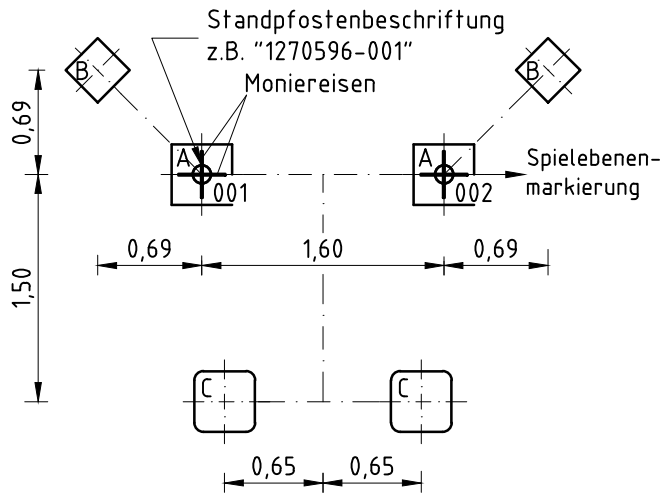 Standpfostenbeschriftung
z.B. "1270596-001"
Moniereisen
B
B
0,69
A
A
Spielebenen-
markierung
001
002
0,69
1,60
0,69
1,50
C
C
0,65
0,65